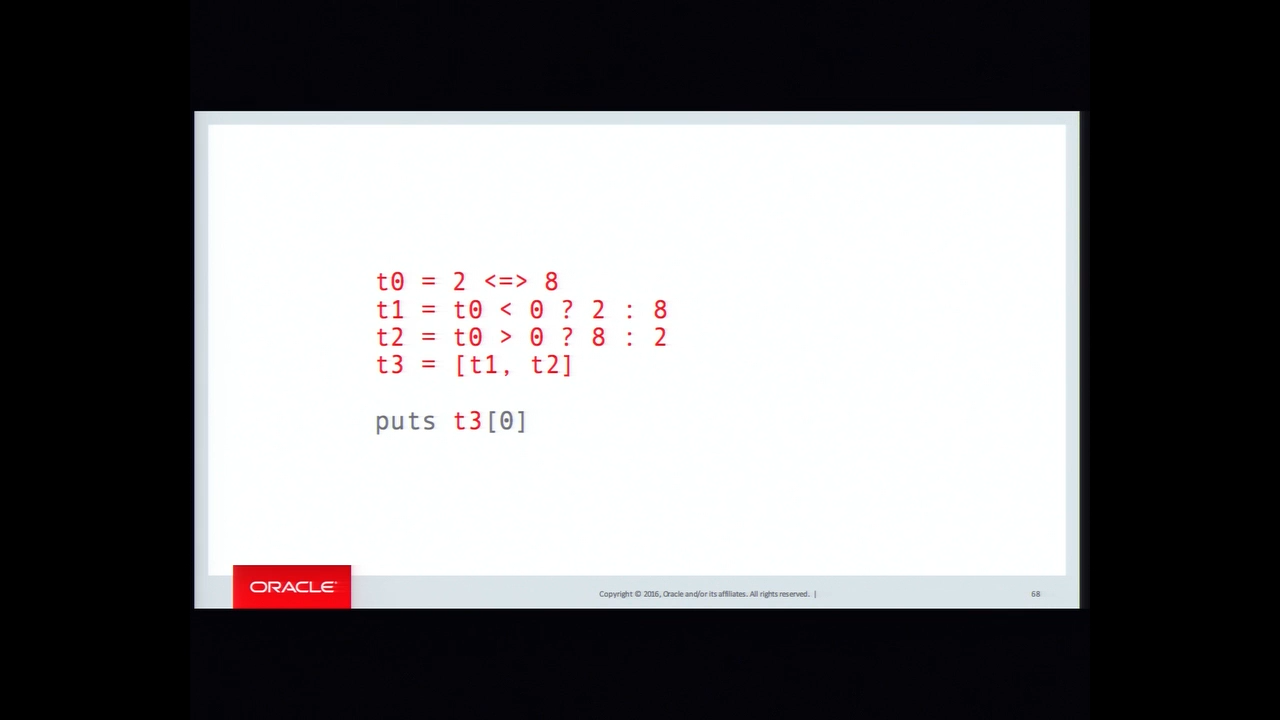 t0 = 2 <=> 8
t1 = t0 < 0 ? 2 : 8
t2 = t0 > 0 ? 8 : 2
t3 = [t1, t2]
puts t3[0]
ORACLE
Copyright © 2016, Oracle and/or its affiliates. All rights reserved. |
68